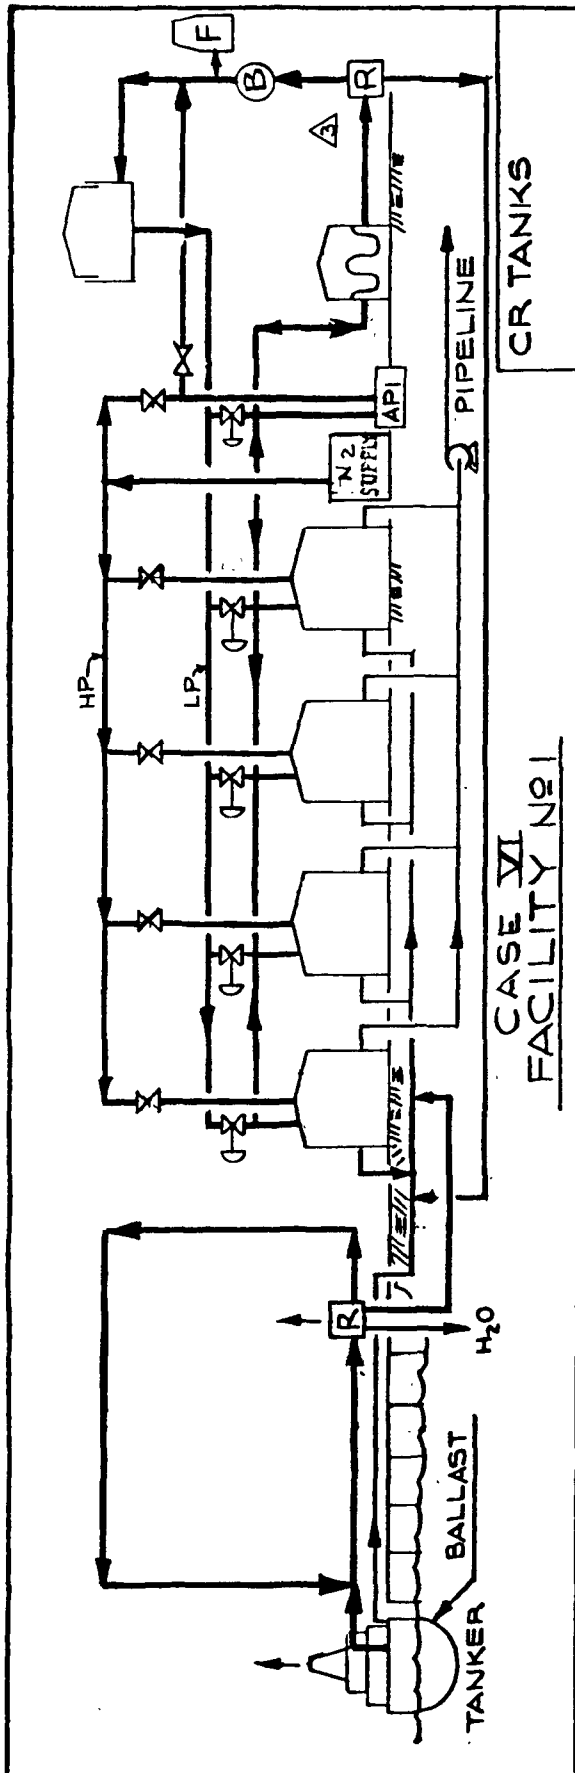 F
B
R
3
HP
LP
N2
SUPPLY
API
PIPELINE
CR TANKS
R
H2O
BALLAST
TANKER
CASE VI
FACILITY No 1